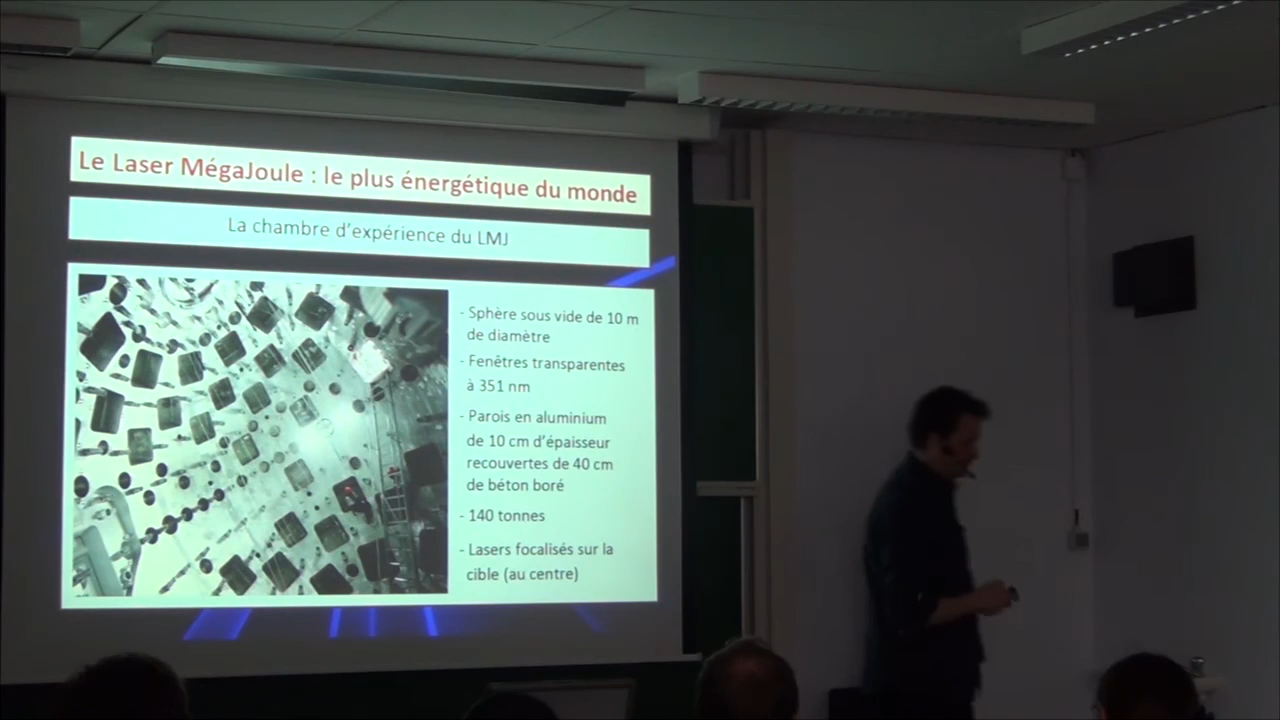 Le Laser MégaJoule : le plus énergétique du monde
La chambre d'expérience du LMJ
- Sphère sous vide de 10 m
de diamètre
- Fenêtres transparentes
à 351 nm
- Parois en aluminium
de 10 cm d'épaisseur
recouvertes de 40 cm
de béton boré
- 140 tonnes
- Lasers focalisés sur la
cible (au centre)